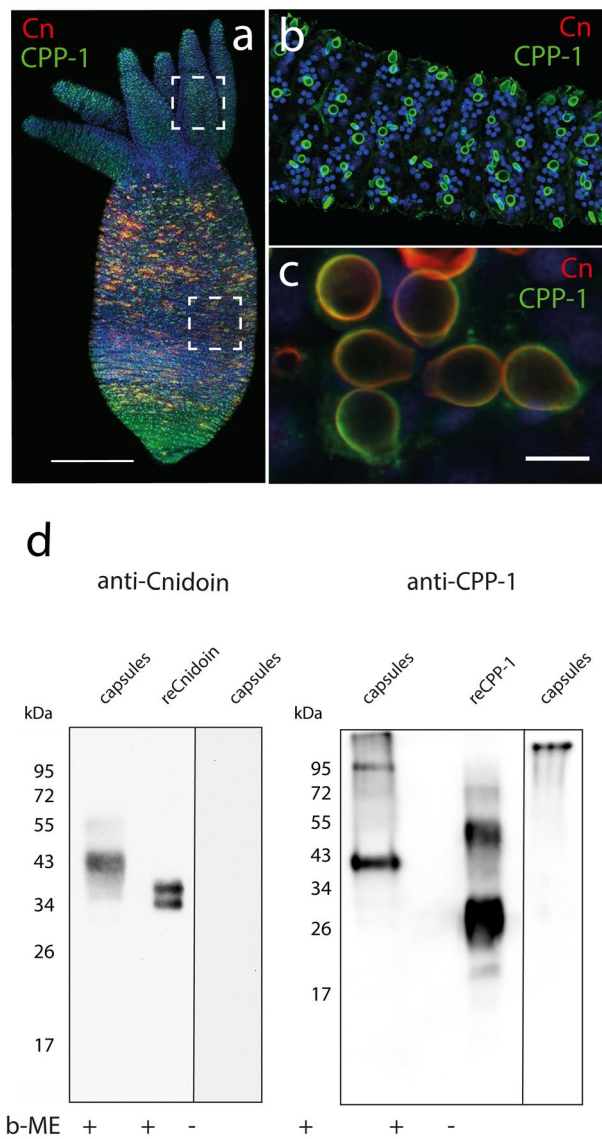 Cn
CPP-1
a
b
Cn
CPP-1
c
Cn
CPP-1
d
anti-Cnidoin
anti-CPP-1
capsules
reCnidoin
capsules
capsules
reCPP-1
capsules
kDa
95
72
55
43
34
26
17
kDa
95
72
55
43
34
26
17
b-ME + + - + + -